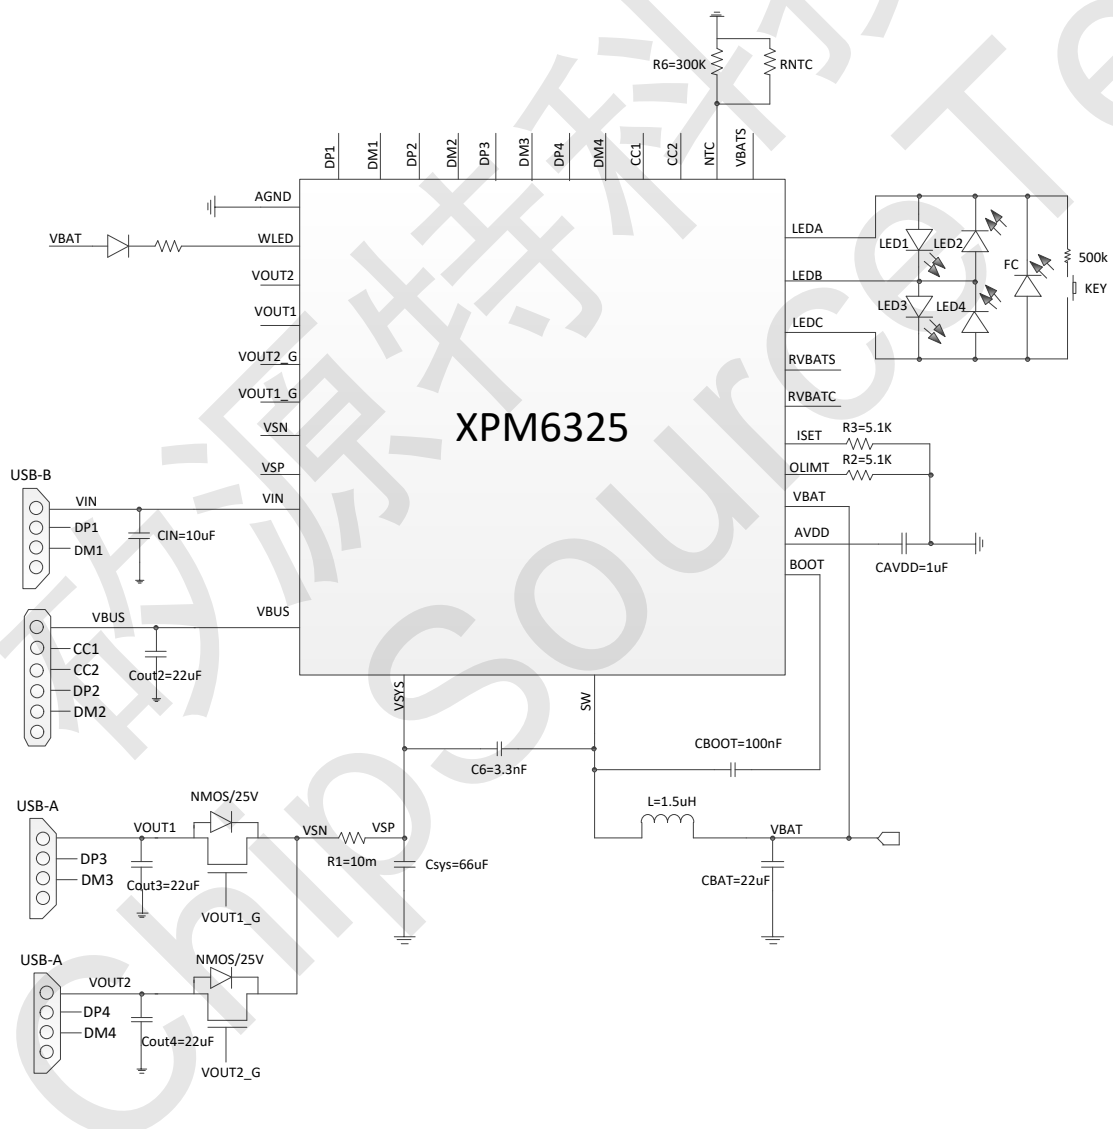 R6=300K
RNTC
DP1
DM1
DP2
DM2
DP3
DM3
DP4
DM4
CC1
CC2
NTC
VBATS
AGND
VBAT
WLED
VOUT2
VOUT1
VOUT2_G
VOUT1_G
VSN
VSP
VIN
VBUS
XPM6325
LEDA
LEDB
LEDC
RVBATS
RVBATC
ISET
OLIMT
VBAT
AVDD
BOOT
LED1
LED2
LED3
LED4
FC
500k
KEY
R3=5.1K
R2=5.1K
CAVDD=1uF
USB-B
VIN
DP1
DM1
CIN=10uF
VBUS
CC1
CC2
DP2
DM2
Cout2=22uF
VSYS
SW
C6=3.3nF
CBOOT=100nF
L=1.5uH
VBAT
CBAT=22uF
USB-A
VOUT1
NMOS/25V
VSN
VSP
R1=10m
Csys=66uF
DP3
DM3
Cout3=22uF
VOUT1_G
USB-A
VOUT2
NMOS/25V
DP4
DM4
Cout4=22uF
VOUT2_G
矽源特科
ChipSourceTe